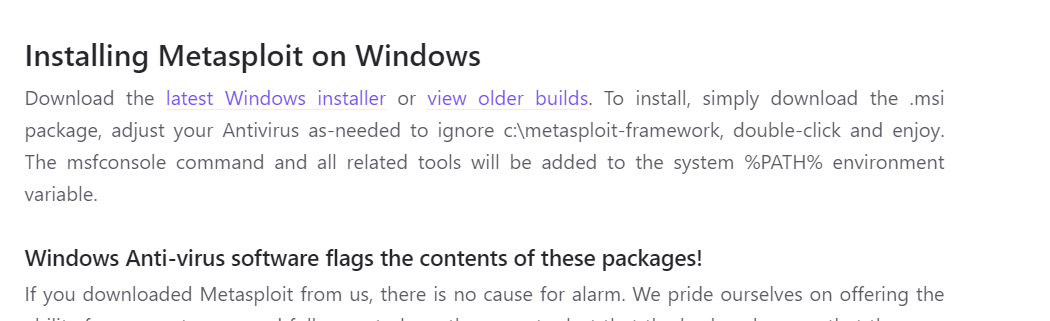 Installing Metasploit on Windows
Download the latest Windows installer or view older builds. To install, simply download the .msi
package, adjust your Antivirus as-needed to ignore c:\metasploit-framework, double-click and enjoy.
The msfconsole command and all related tools will be added to the system %PATH% environment
variable.
Windows Anti-virus software flags the contents of these packages!
If you downloaded Metasploit from us, there is no cause for alarm. We pride ourselves on offering the